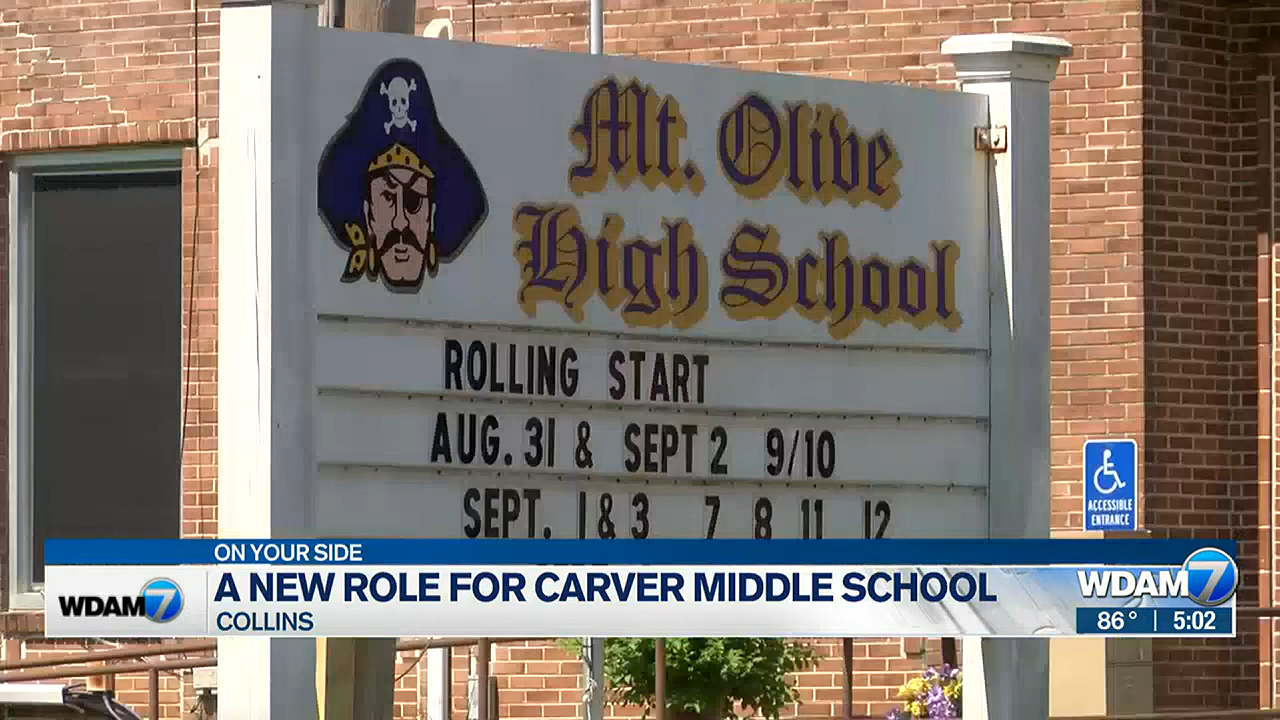 Mt. Olive
High School
ROLLING START
AUG. 31 & SEPT 2 9/10
SEPT. 1 & 3 7 8 11 12
ACCESSIBLE
ENTRANCE
ON YOUR SIDE
WDAM 7
A NEW ROLE FOR CARVER MIDDLE SCHOOL
COLLINS
WDAM 7
86° | 5:02